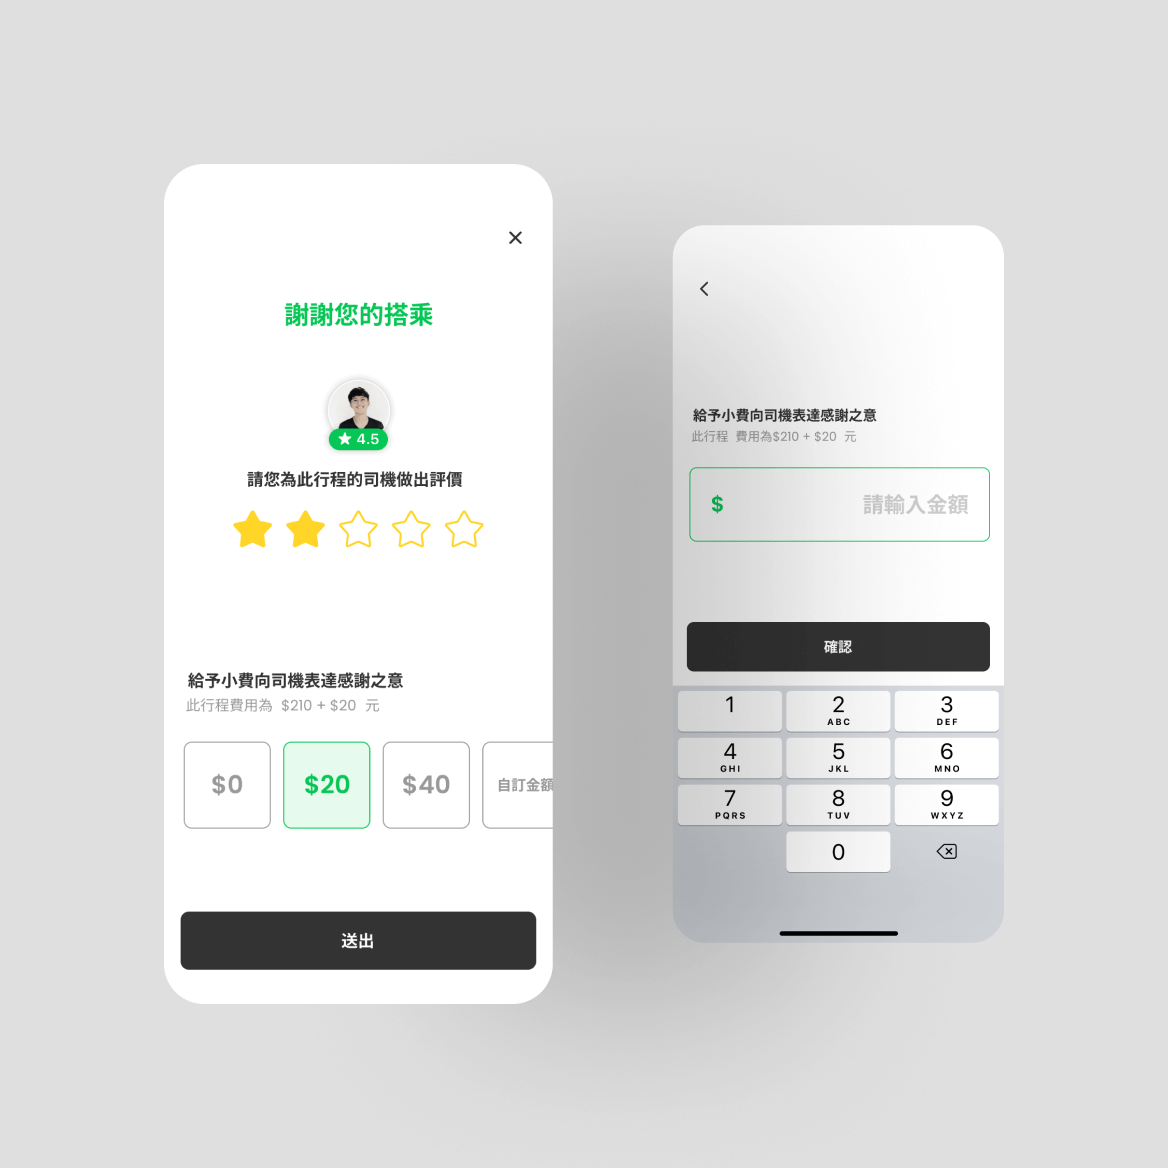 謝謝您的搭乘
4.5
請您為此行程的司機做出評價
給予小費向司機表達感謝之意
此行程費用為 $210 + $20 元
$0
$20
$40
自訂金額
送出
給予小費向司機表達感謝之意
此行程 費用為$210 + $20 元
$ 請輸入金額
確認
1 2 3
ABC DEF
4 5 6
GHI JKL MNO
7 8 9
PQRS TUV WXYZ
0